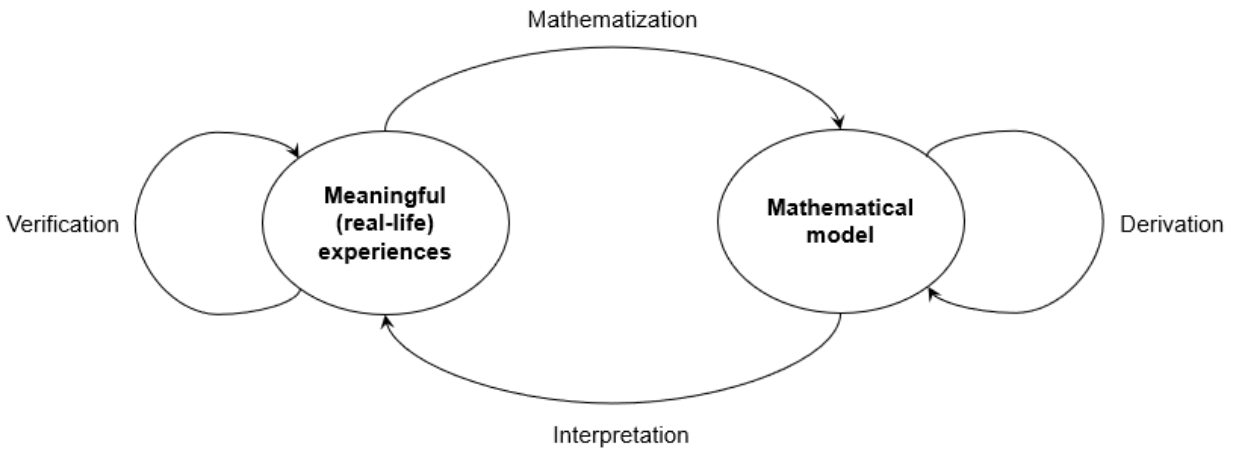 Mathematization
Verification
Meaningful
(real-life)
experiences
Mathematical
model
Derivation
Interpretation